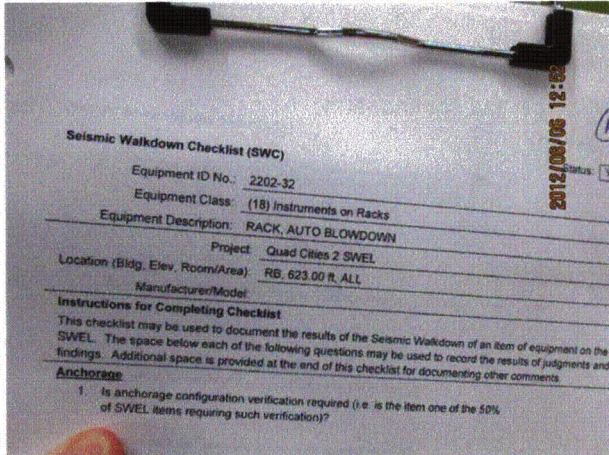 2012/08/06 12:52
Seismic Walkdown Checklist (SWC)
Status:
Equipment ID No.: 2202-32
Equipment Class: (18) Instruments on Racks
Equipment Description: RACK, AUTO BLOWDOWN
Project: Quad Cities 2 SWEL
Location (Bldg, Elev, Room/Area): RB, 623.00 ft, ALL
Manufacturer/Model:
Instructions for Completing Checklist
This checklist may be used to document the results of the Seismic Walkdown of an item of equipment on the
SWEL. The space below each of the following questions may be used to record the results of judgments and
findings. Additional space is provided at the end of this checklist for documenting other comments.
Anchorage
1. Is anchorage configuration verification required (i.e. is the item one of the 50%
of SWEL items requiring such verification)?